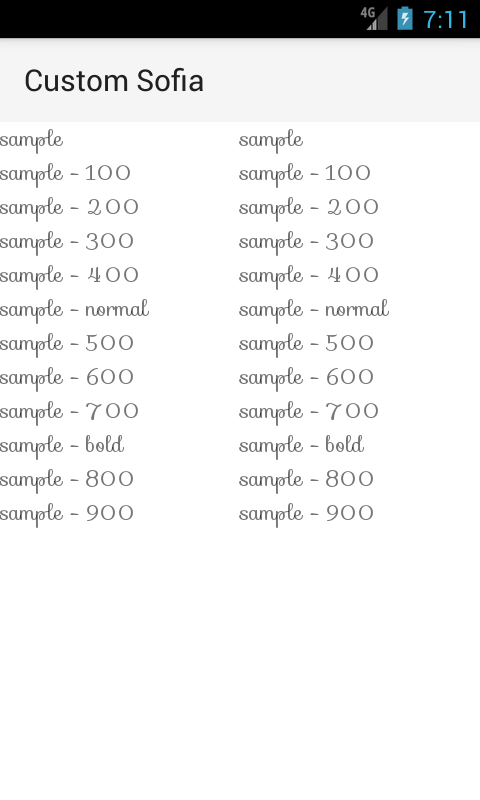 4G 7:11
Custom Sofia
sample sample
sample - 100 sample - 100
sample - 200 sample - 200
sample - 300 sample - 300
sample - 400 sample - 400
sample - normal sample - normal
sample - 500 sample - 500
sample - 600 sample - 600
sample - 700 sample - 700
sample - bold sample - bold
sample - 800 sample - 800
sample - 900 sample - 900